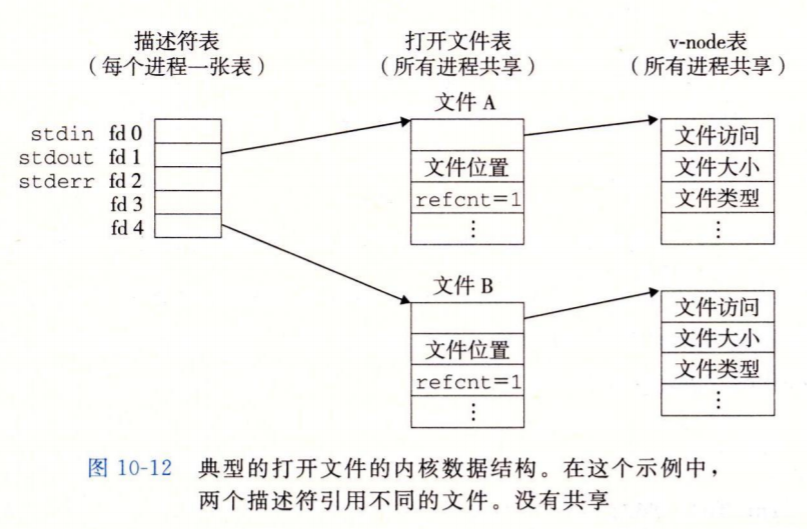 描述符表
（每个进程一张表）
打开文件表
（所有进程共享）
v-node表
（所有进程共享）
stdin fd 0
stdout fd 1
stderr fd 2
fd 3
fd 4
文件 A
文件位置
refcnt=1
⋮
文件访问
文件大小
文件类型
⋮
文件 B
文件位置
refcnt=1
⋮
文件访问
文件大小
文件类型
⋮
图 10-12 典型的打开文件的内核数据结构。在这个示例中，
两个描述符引用不同的文件。没有共享